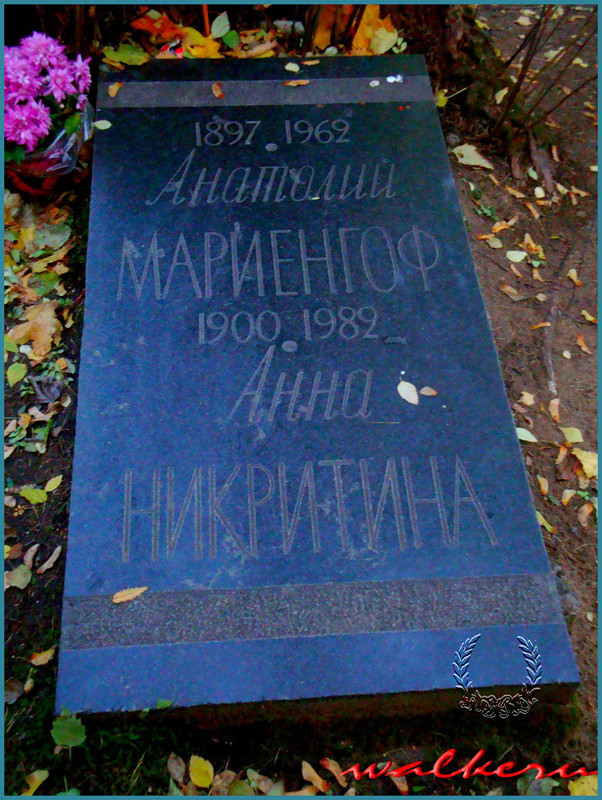 1897. 1962
Анатолий
МАРИЕНГОФ
1900. 1982
Анна
НИКРИТИНА
walkeru